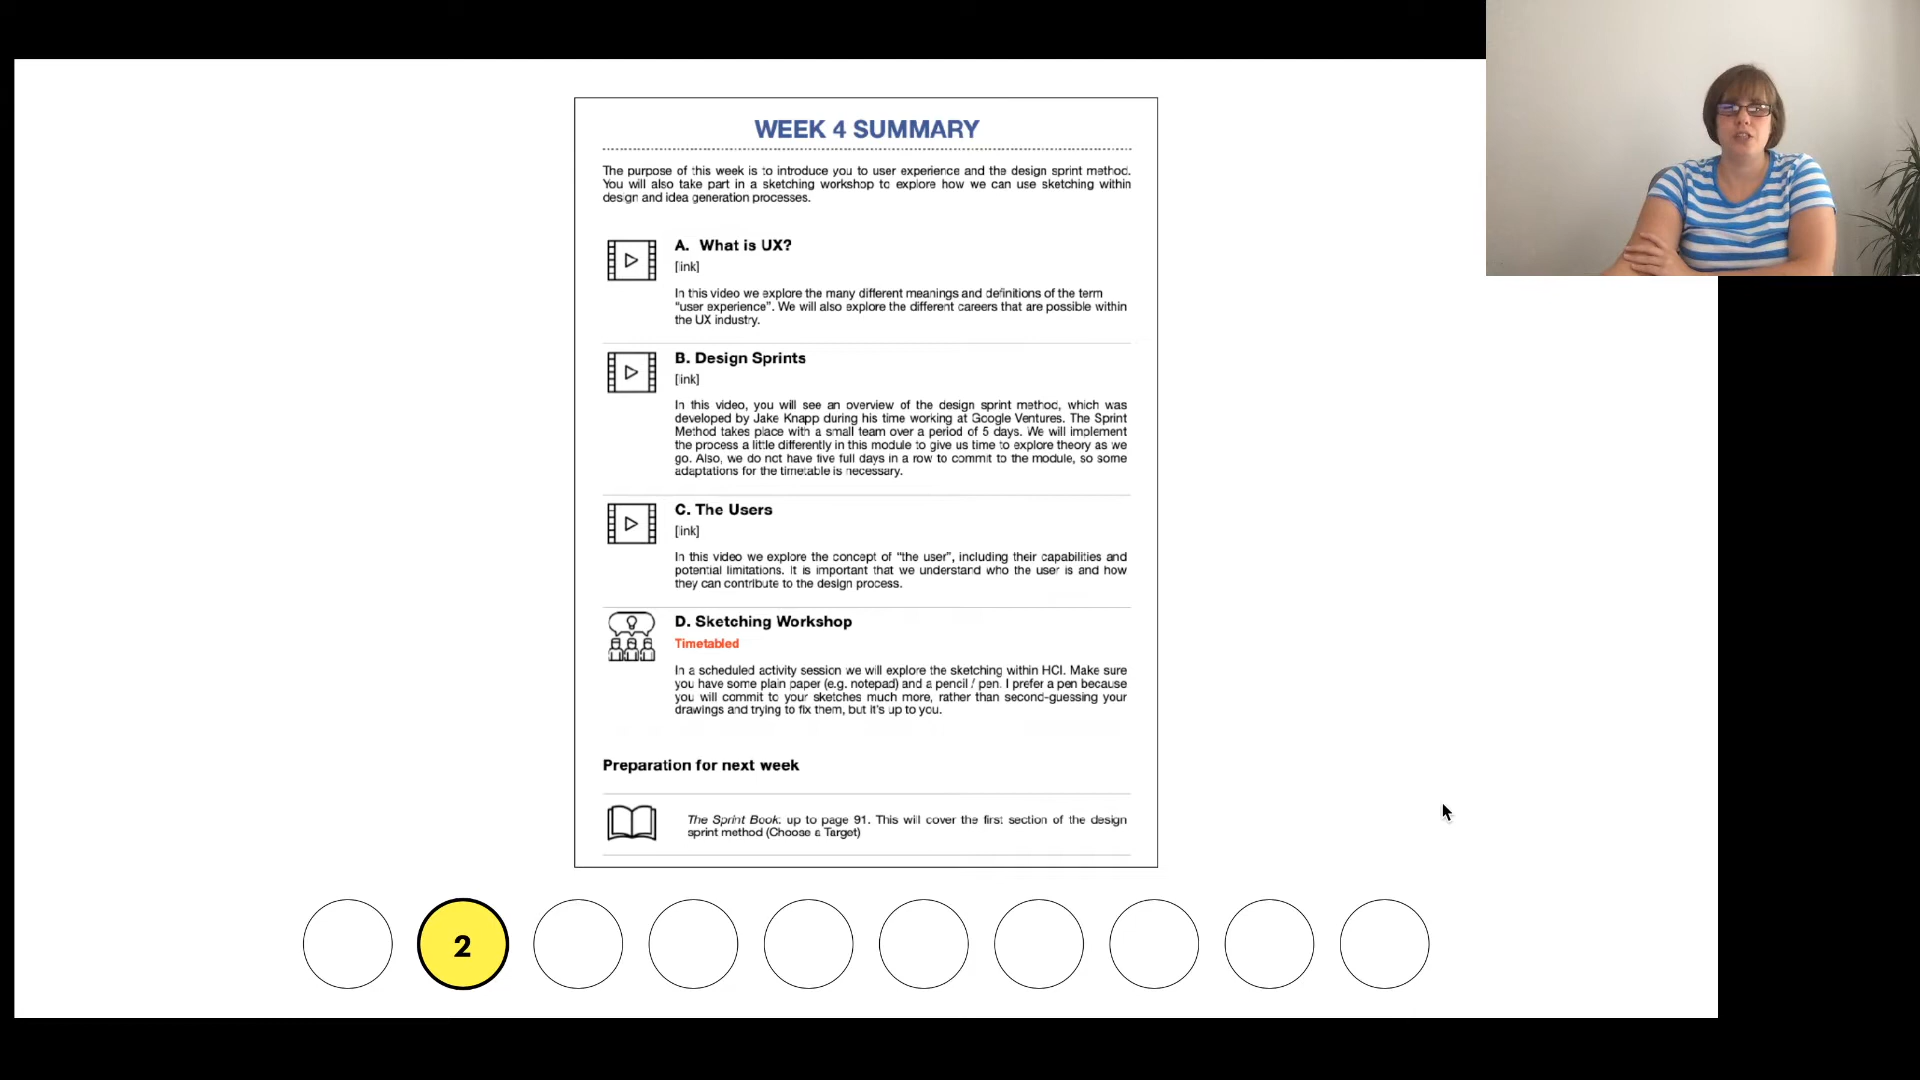 WEEK 4 SUMMARY
The purpose of this week is to introduce you to user experience and the design sprint method.
You will also take part in a sketching workshop to explore how we can use sketching within
design and idea generation processes.
A. What is UX?
[link]
In this video we explore the many different meanings and definitions of the term
“user experience”. We will also explore the different careers that are possible within
the UX industry.
B. Design Sprints
[link]
In this video, you will see an overview of the design sprint method, which was
developed by Jake Knapp during his time working at Google Ventures. The Sprint
Method takes place with a small team over a period of 5 days. We will implement
the process a little differently in this module to give us time to explore theory as we
go. Also, we do not have five full days in a row to commit to the module, so some
adaptations for the timetable is necessary.
C. The Users
[link]
In this video we explore the concept of “the user”, including their capabilities and
potential limitations. It is important that we understand who the user is and how
they can contribute to the design process.
D. Sketching Workshop
Timetabled
In a scheduled activity session we will explore the sketching within HCI. Make sure
you have some plain paper (e.g. notepad) and a pencil / pen. I prefer a pen because
you will commit to your sketches much more, rather than second-guessing your
drawings and trying to fix them, but it’s up to you.
Preparation for next week
The Sprint Book: up to page 91. This will cover the first section of the design
sprint method (Choose a Target)
2